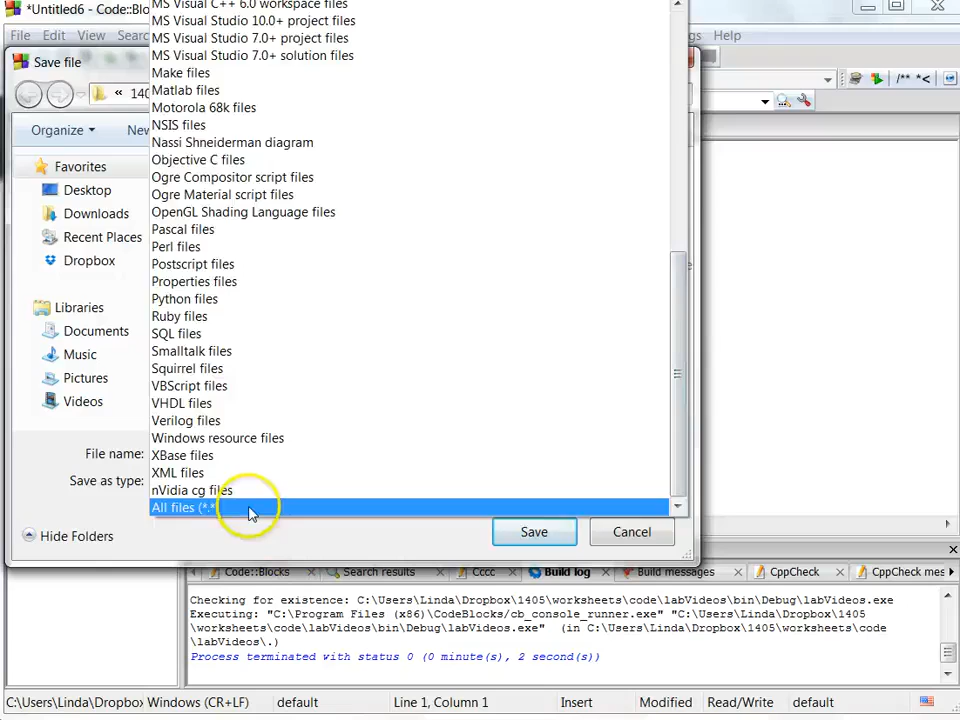 *Untitled6 - Code::Blo
File Edit View Searc
gs Help
/** *<
Save file
« 140
Organize
Nev
Favorites
Desktop
Downloads
Recent Places
Dropbox
Libraries
Documents
Music
Pictures
Videos
MS Visual C++ 6.0 workspace files
MS Visual Studio 10.0+ project files
MS Visual Studio 7.0+ project files
MS Visual Studio 7.0+ solution files
Make files
Matlab files
Motorola 68k files
NSIS files
Nassi Shneiderman diagram
Objective C files
Ogre Compositor script files
Ogre Material script files
OpenGL Shading Language files
Pascal files
Perl files
Postscript files
Properties files
Python files
Ruby files
SQL files
Smalltalk files
Squirrel files
VBScript files
VHDL files
Verilog files
Windows resource files
XBase files
XML files
nVidia cg files
All files (*.*
File name:
Save as type:
Hide Folders
Save
Cancel
Code::Blocks
Search results
Cccc
Build log
Build messages
CppCheck
CppCheck mes
Checking for existence: C:\Users\Linda\Dropbox\1405\worksheets\code\labVideos\bin\Debug\labVideos.exe
Executing: "C:\Program Files (x86)\CodeBlocks/cb_console_runner.exe" "C:\Users\Linda\Dropbox\1405
\worksheets\code\labVideos\bin\Debug\labVideos.exe" (in C:\Users\Linda\Dropbox\1405\worksheets\code
\labVideos\.)
Process terminated with status 0 (0 minute(s), 2 second(s))
C:\Users\Linda\Dropbo
Windows (CR+LF)
default
Line 1, Column 1
Insert
Modified
Read/Write
default